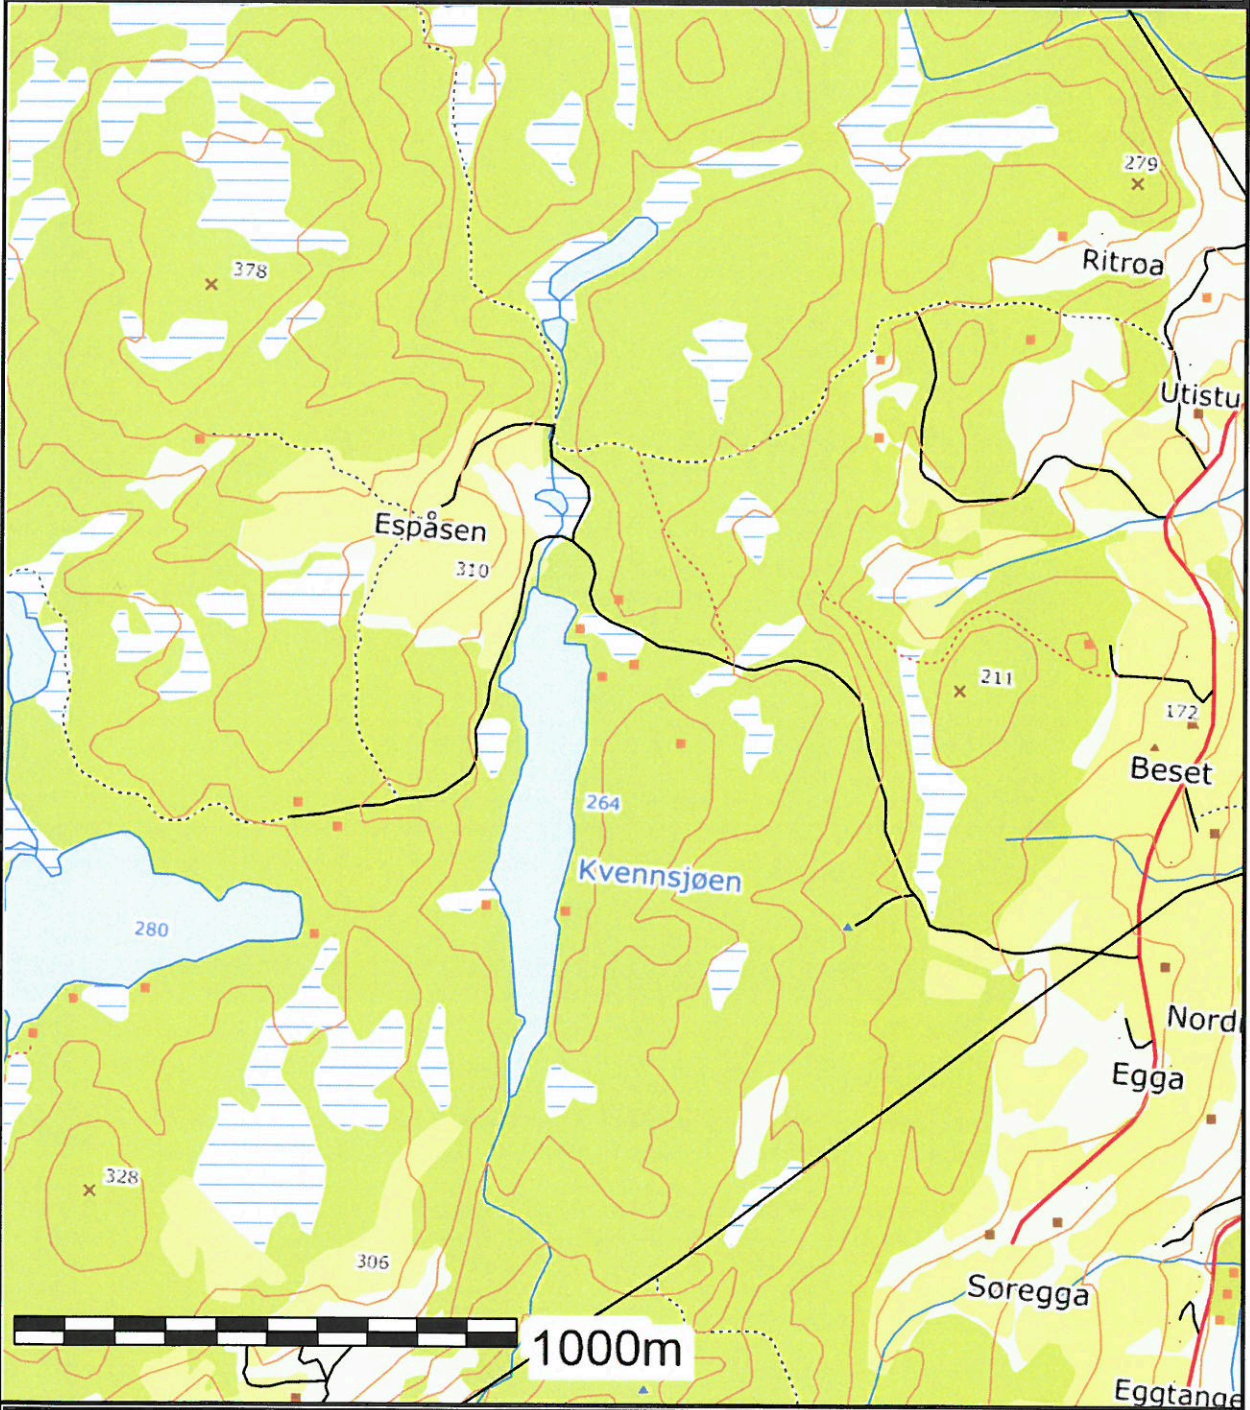 279
Ritroa
378
Utistu
Espåsen
310
211
172
Beset
264
Kvennsjøen
280
Nord
Egga
328
306
Søregga
1000m
Eggtange